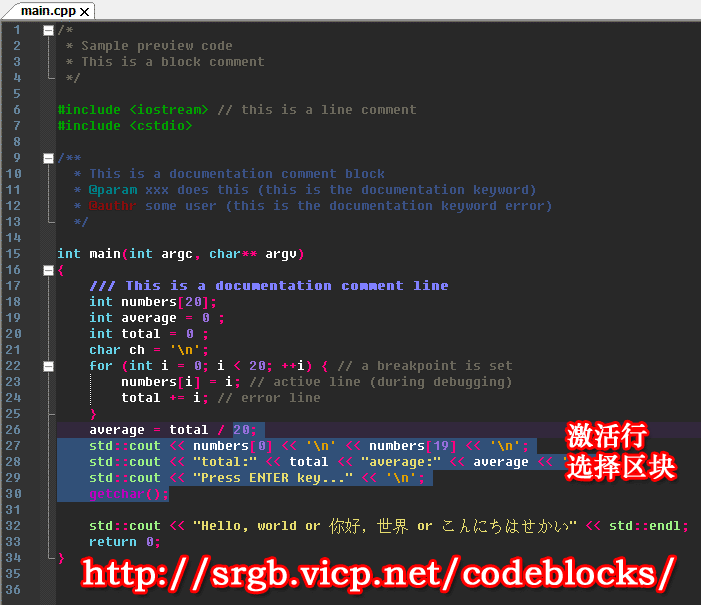 main.cpp
1 /*
2  * Sample preview code
3  * This is a block comment
4  */
5
6 #include <iostream> // this is a line comment
7 #include <cstdio>
8
9 /**
10  * This is a documentation comment block
11  * @param xxx does this (this is the documentation keyword)
12  * @authr some user (this is the documentation keyword error)
13  */
14
15 int main(int argc, char** argv)
16 {
17     /// This is a documentation comment line
18     int numbers[20];
19     int average = 0 ;
20     int total = 0 ;
21     char ch = '\n';
22     for (int i = 0; i < 20; ++i) { // a breakpoint is set
23         numbers[i] = i; // active line (during debugging)
24         total += i; // error line
25     }
26     average = total / 20;
27     std::cout << numbers[0] << '\n' << numbers[19] << '\n';
激活行
28     std::cout << "total:" << total << "average:" << average <<
选择区块
29     std::cout << "Press ENTER key..." << '\n';
30     getchar();
31
32     std::cout << "Hello, world or 你好, 世界 or こんにちはせかい" << std::endl;
33     return 0;
34 }
35
36
http://srgb.vicp.net/codeblocks/